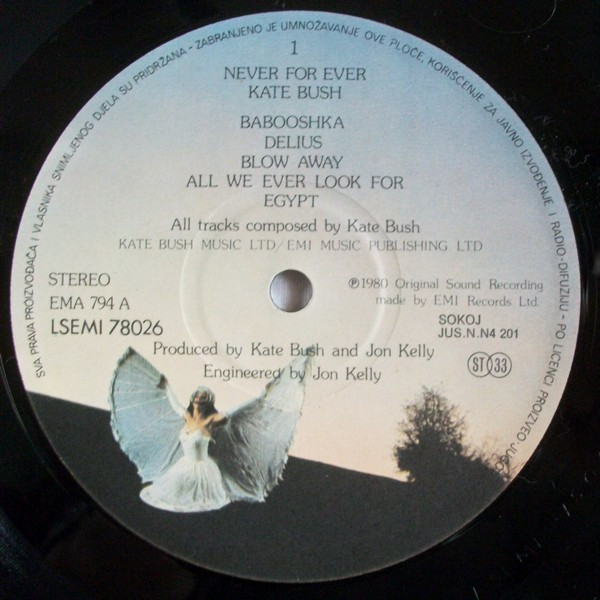 SVA PRAVA PROIZVOĐAČA I VLASNIKA SNIMLJENOG DJELA SU PRIDRŽANA - ZABRANJENO JE UMNOŽAVANJE OVE PLOČE, KORIŠĆENJE ZA JAVNO IZVOĐENJE I RADIO-DIFUZIJU - PO LICENCI PROIZVEO
1
NEVER FOR EVER
KATE BUSH
BABOOSHKA
DELIUS
BLOW AWAY
ALL WE EVER LOOK FOR
EGYPT
All tracks composed by Kate Bush
KATE BUSH MUSIC LTD/EMI MUSIC PUBLISHING LTD
STEREO
EMA 794 A
LSEMI 78026
℗1980 Original Sound Recording
made by EMI Records Ltd.
SOKOJ
JUS.N.N4 201
Produced by Kate Bush and Jon Kelly
Engineered by Jon Kelly
ST 33